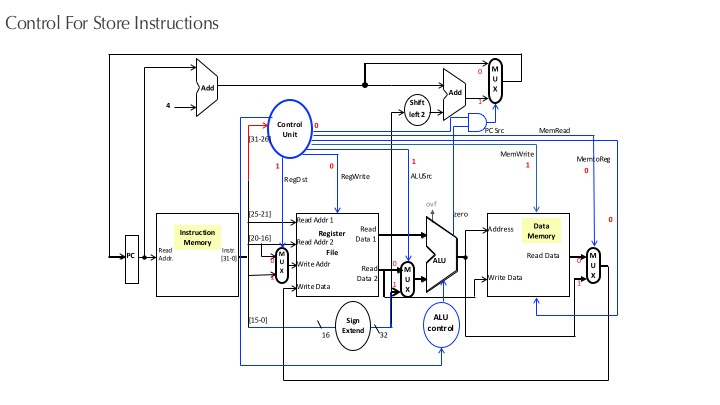 Control For Store Instructions
0
M
U
X
1
Add
Add
4
Shift
left 2
Control
Unit
0
PC Src
MemRead
[31-26]
MemWrite
1
MemtoReg
0
1
RegDst
0
RegWrite
1
ALUSrc
0
ovf
zero
[25-21]
[20-16]
[15-0]
PC
Read
Addr.
Instruction
Memory
Instr.
[31-0]
0
M
U
X
1
Read Addr 1
Read Addr 2
Write Addr
Write Data
Register
File
Read
Data 1
Read
Data 2
0
M
U
X
1
ALU
Address
Data
Memory
Read Data
Write Data
0
M
U
X
1
Sign
Extend
16
32
ALU
control